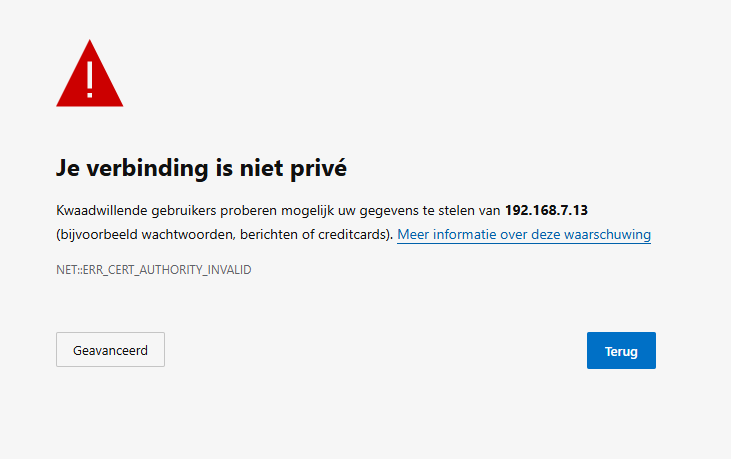 Je verbinding is niet privé
Kwaadwillende gebruikers proberen mogelijk uw gegevens te stelen van 192.168.7.13
(bijvoorbeeld wachtwoorden, berichten of creditcards). Meer informatie over deze waarschuwing
NET::ERR_CERT_AUTHORITY_INVALID
Geavanceerd
Terug